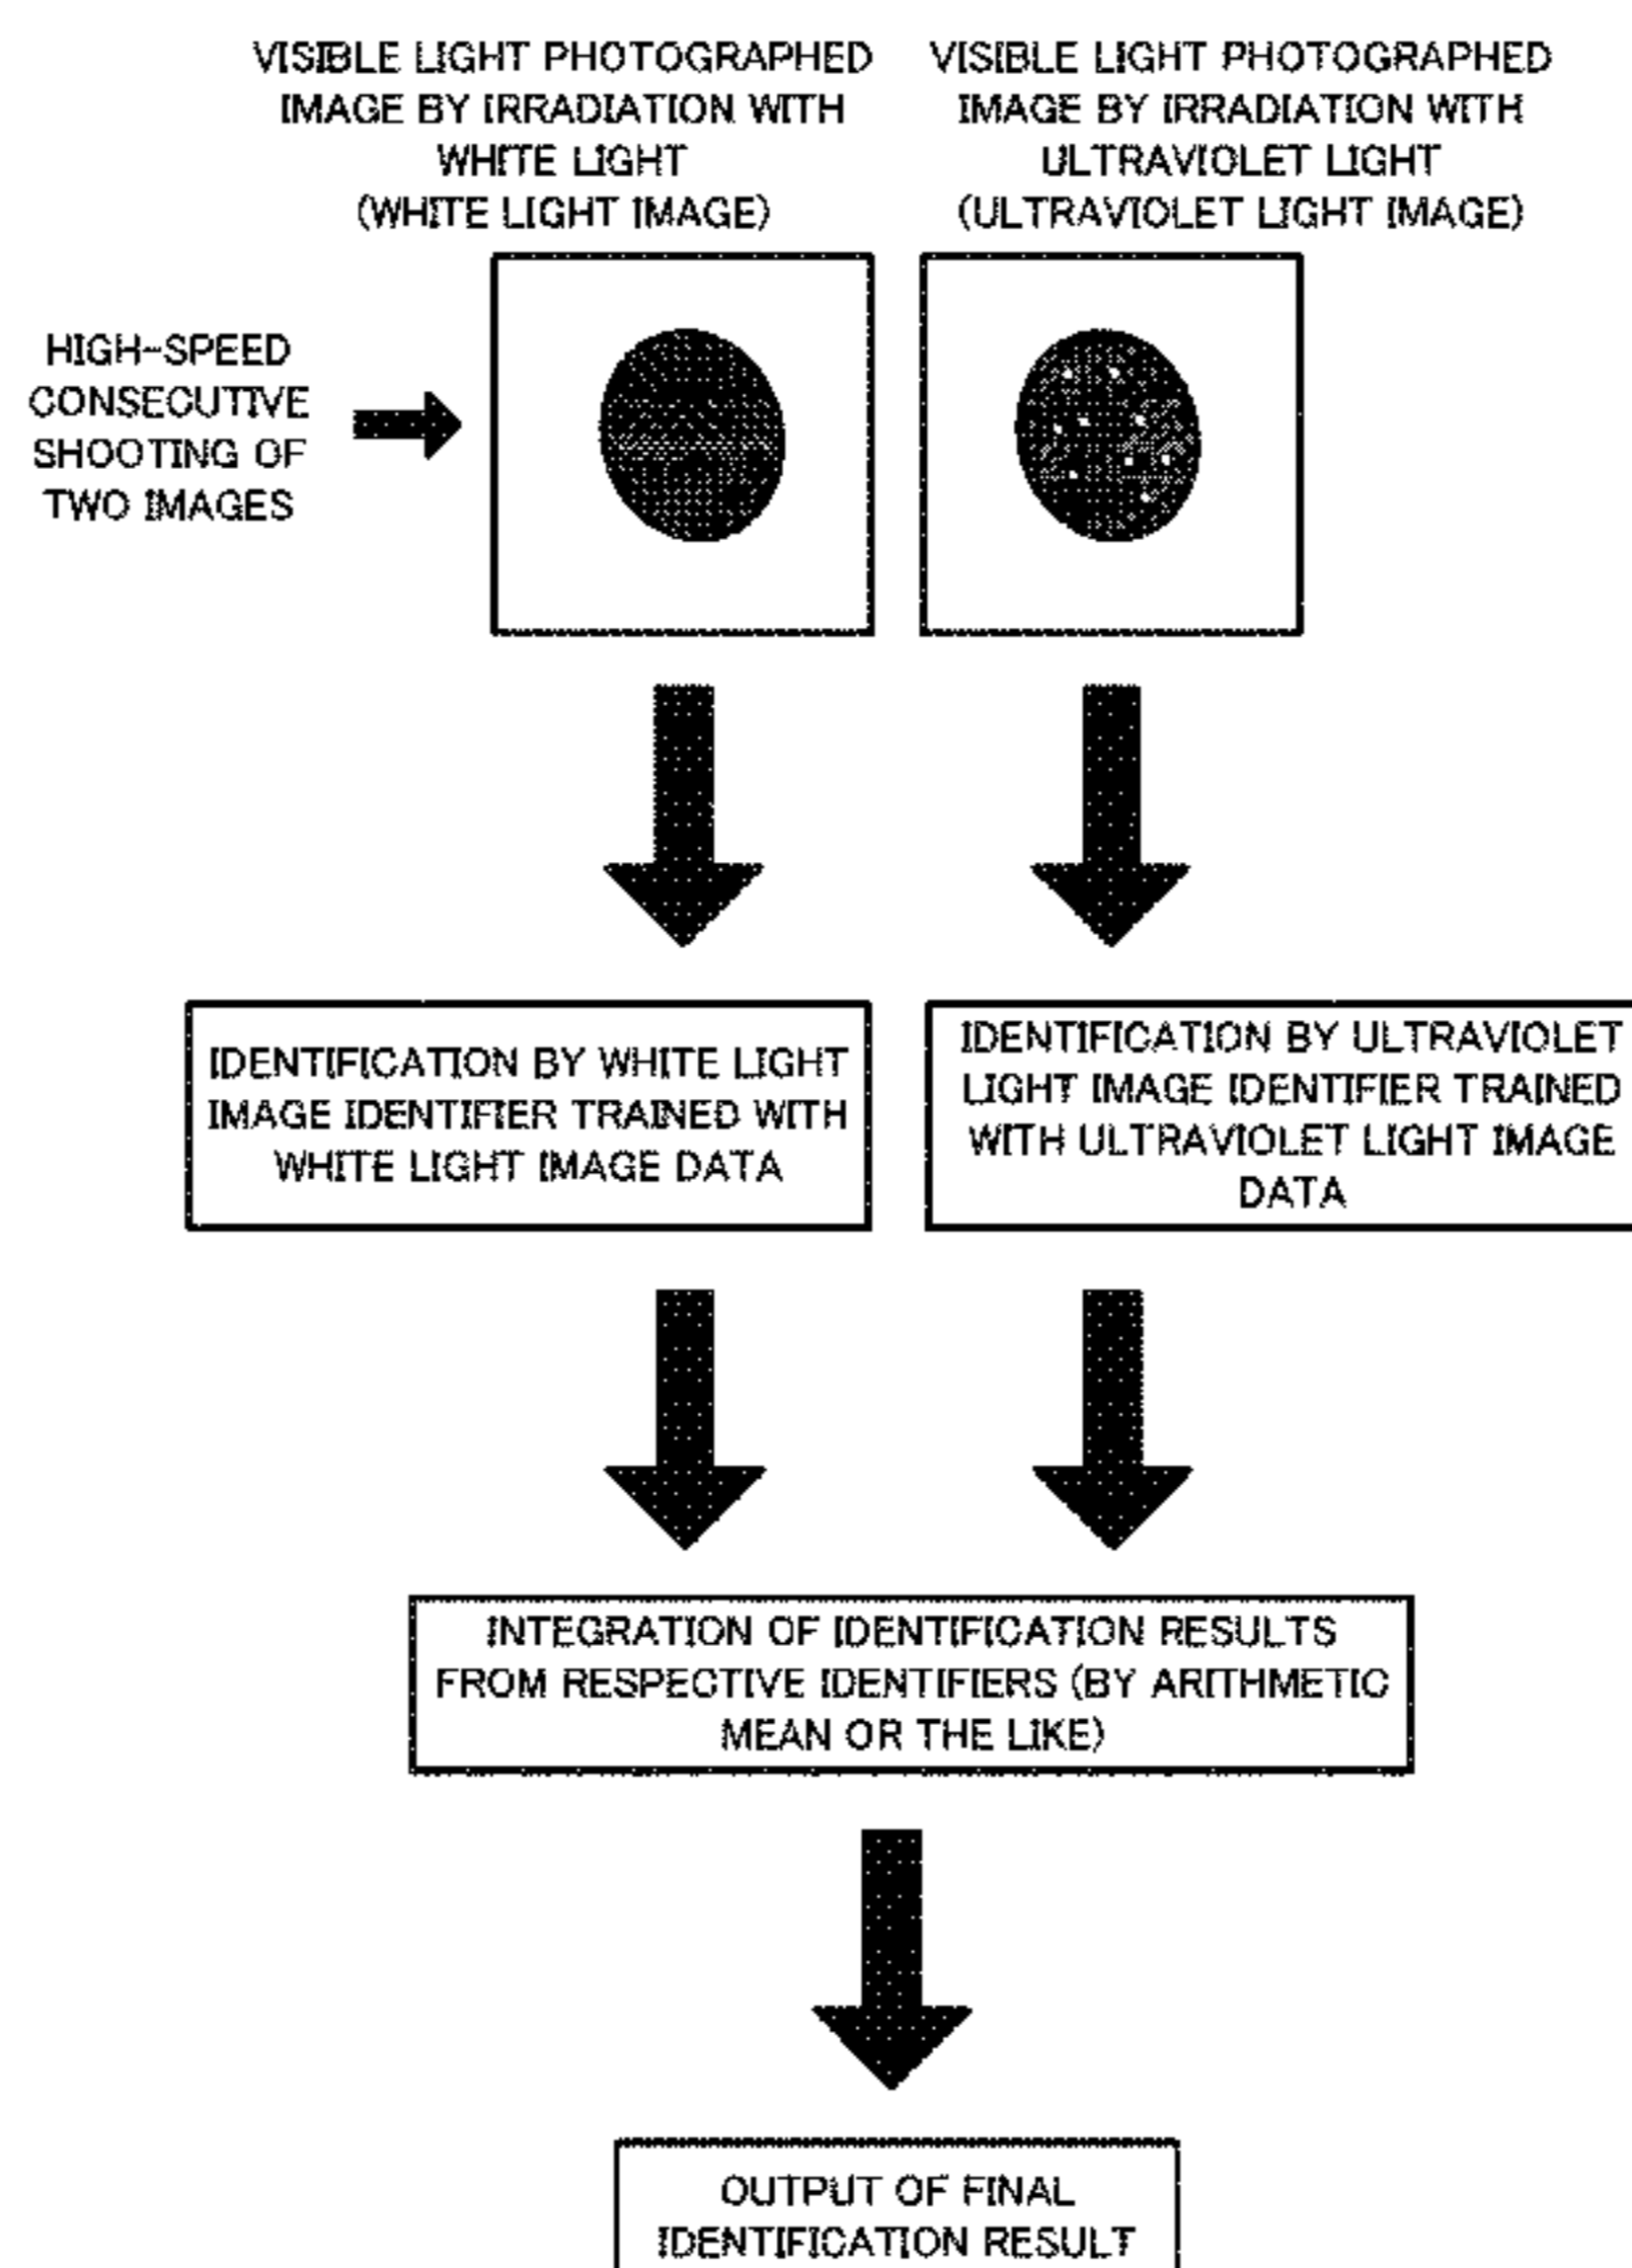 VISIBLE LIGHT PHOTOGRAPHED
IMAGE BY IRRADIATION WITH
WHITE LIGHT
(WHITE LIGHT IMAGE)
VISIBLE LIGHT PHOTOGRAPHED
IMAGE BY IRRADIATION WITH
ULTRAVIOLET LIGHT
(ULTRAVIOLET LIGHT IMAGE)
HIGH-SPEED
CONSECUTIVE
SHOOTING OF
TWO IMAGES
IDENTIFICATION BY WHITE LIGHT
IMAGE IDENTIFIER TRAINED WITH
WHITE LIGHT IMAGE DATA
IDENTIFICATION BY ULTRAVIOLET
LIGHT IMAGE IDENTIFIER TRAINED
WITH ULTRAVIOLET LIGHT IMAGE
DATA
INTEGRATION OF IDENTIFICATION RESULTS
FROM RESPECTIVE IDENTIFIERS (BY ARITHMETIC
MEAN OR THE LIKE)
OUTPUT OF FINAL
IDENTIFICATION RESULT